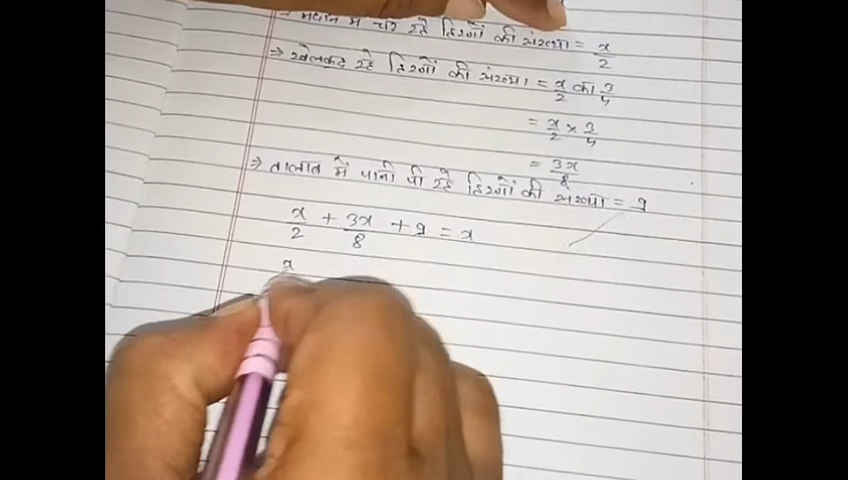 ⇒ मैदान में चर रहे हिरणों की संख्या = x/2
⇒ खेलकूद रहे हिरणों की संख्या = x/2 का 3/4
= x/2 × 3/4
= 3x/8
⇒ तालाब में पानी पी रहे हिरणों की संख्या = 9
x/2 + 3x/8 + 9 = x
x